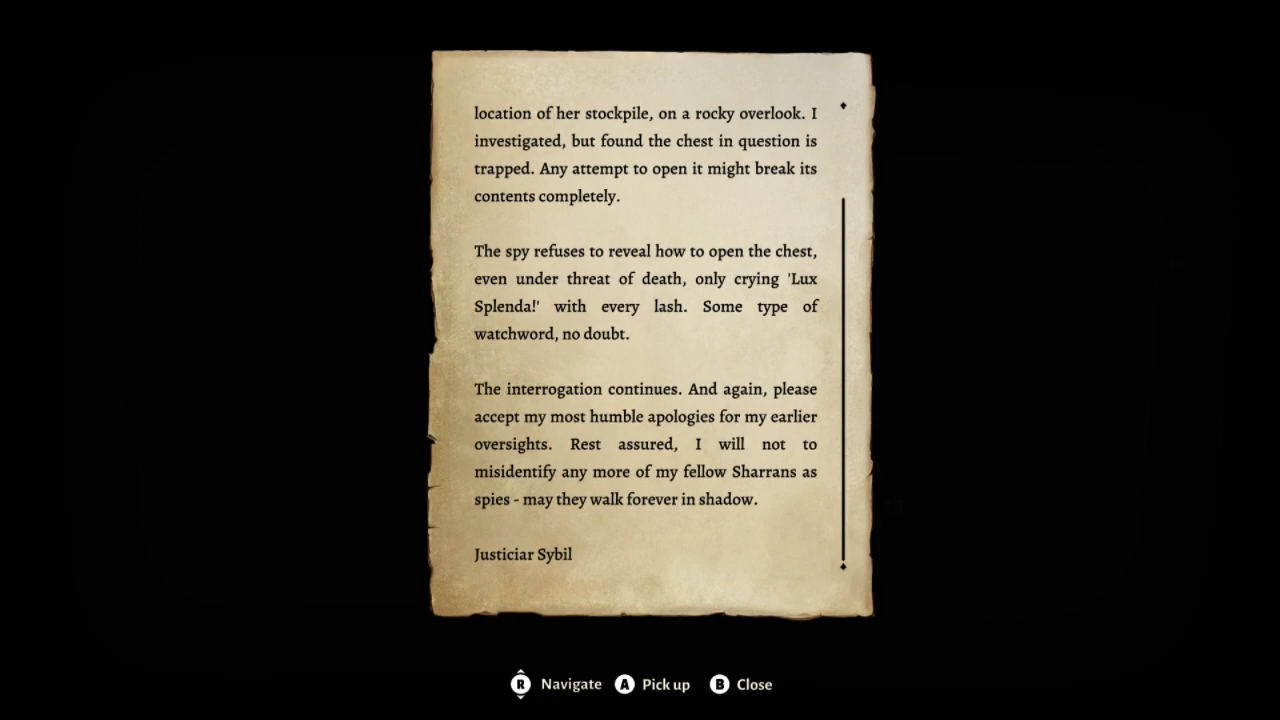 location of her stockpile, on a rocky overlook. I
investigated, but found the chest in question is
trapped. Any attempt to open it might break its
contents completely.
The spy refuses to reveal how to open the chest,
even under threat of death, only crying 'Lux
Splenda!' with every lash. Some type of
watchword, no doubt.
The interrogation continues. And again, please
accept my most humble apologies for my earlier
oversights. Rest assured, I will not to
misidentify any more of my fellow Sharrans as
spies - may they walk forever in shadow.
Justiciar Sybil
R Navigate A Pick up B Close